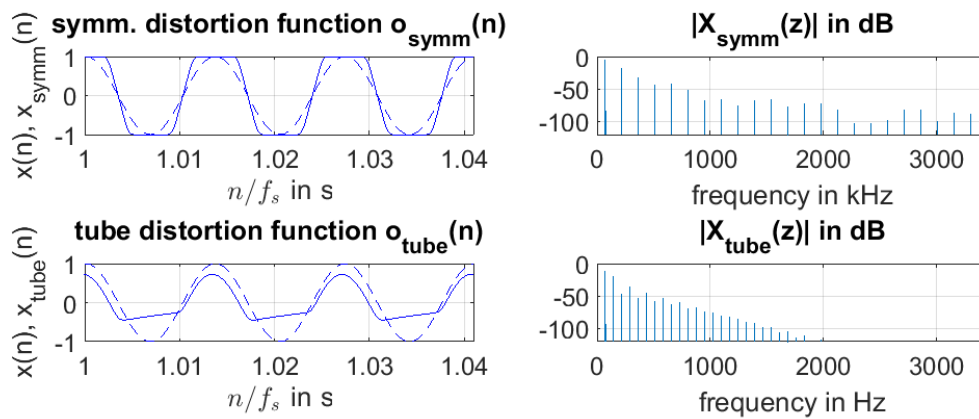 symm. distortion function o_symm(n)
x(n), x_symm(n)
1
0
-1
1 1.01 1.02 1.03 1.04
n/f_s in s
|X_symm(z)| in dB
0
-50
-100
0 1000 2000 3000
frequency in kHz
tube distortion function o_tube(n)
x(n), x_tube(n)
1
0
-1
1 1.01 1.02 1.03 1.04
n/f_s in s
|X_tube(z)| in dB
0
-50
-100
0 1000 2000 3000
frequency in Hz